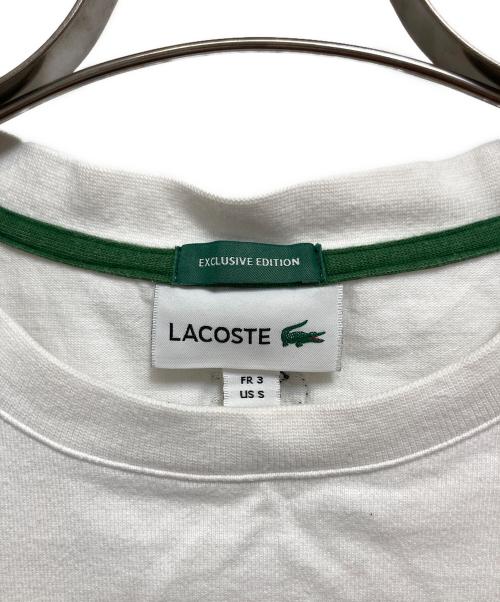 EXCLUSIVE EDITION
LACOSTE
FR 3
US S